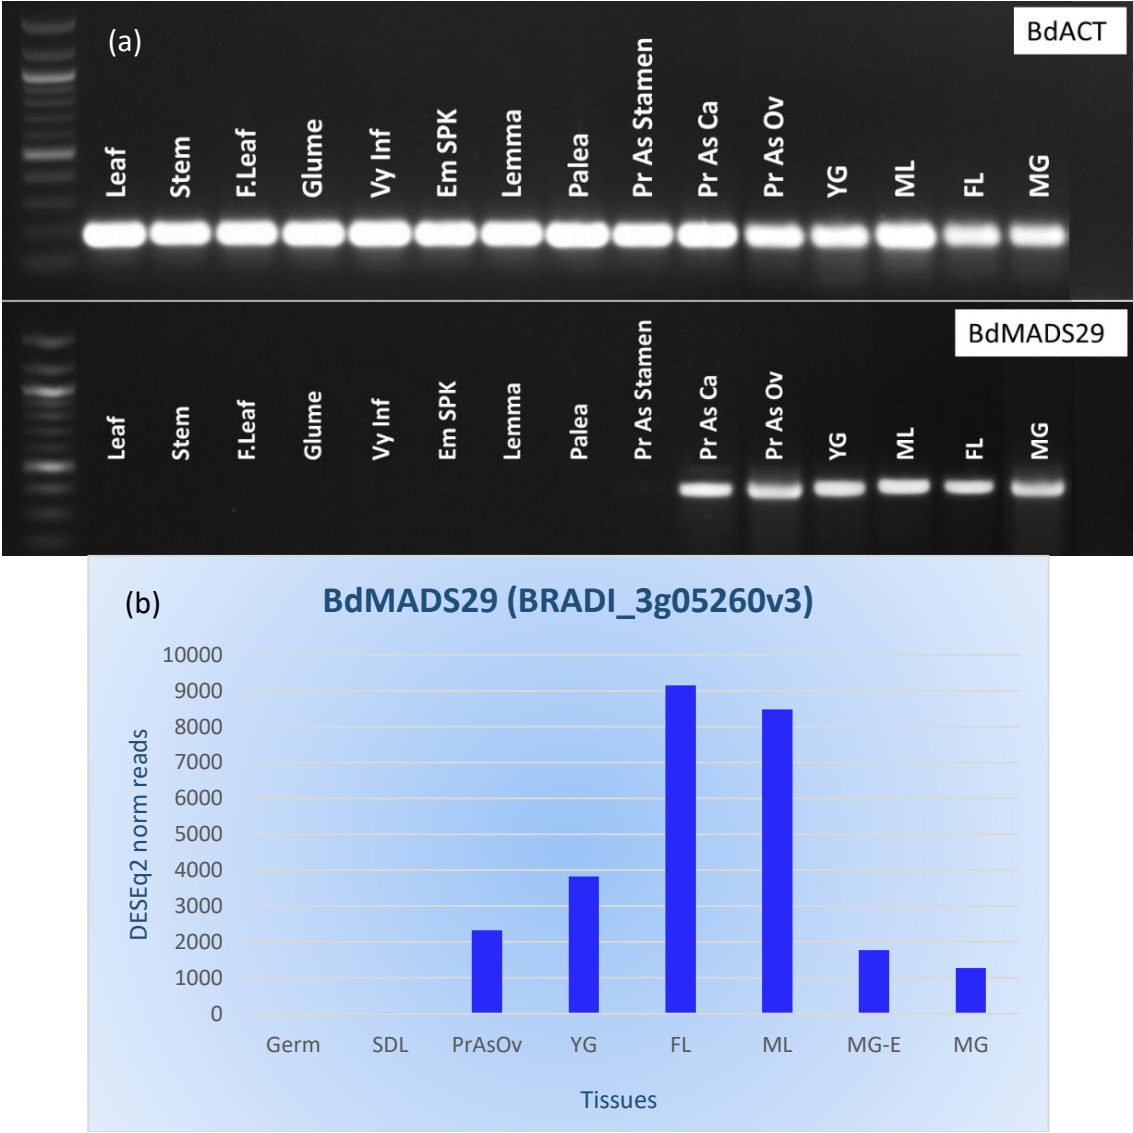 (a)
BdACT
Leaf
Stem
F.Leaf
Glume
Vy Inf
Em SPK
Lemma
Palea
Pr As Stamen
Pr As Ca
Pr As Ov
YG
ML
FL
MG
BdMADS29
Leaf
Stem
F.Leaf
Glume
Vy Inf
Em SPK
Lemma
Palea
Pr As Stamen
Pr As Ca
Pr As Ov
YG
ML
FL
MG
(b)
BdMADS29 (BRADI_3g05260v3)
DESEq2 norm reads
10000
9000
8000
7000
6000
5000
4000
3000
2000
1000
0
Germ SDL PrAsOv YG FL ML MG-E MG
Tissues